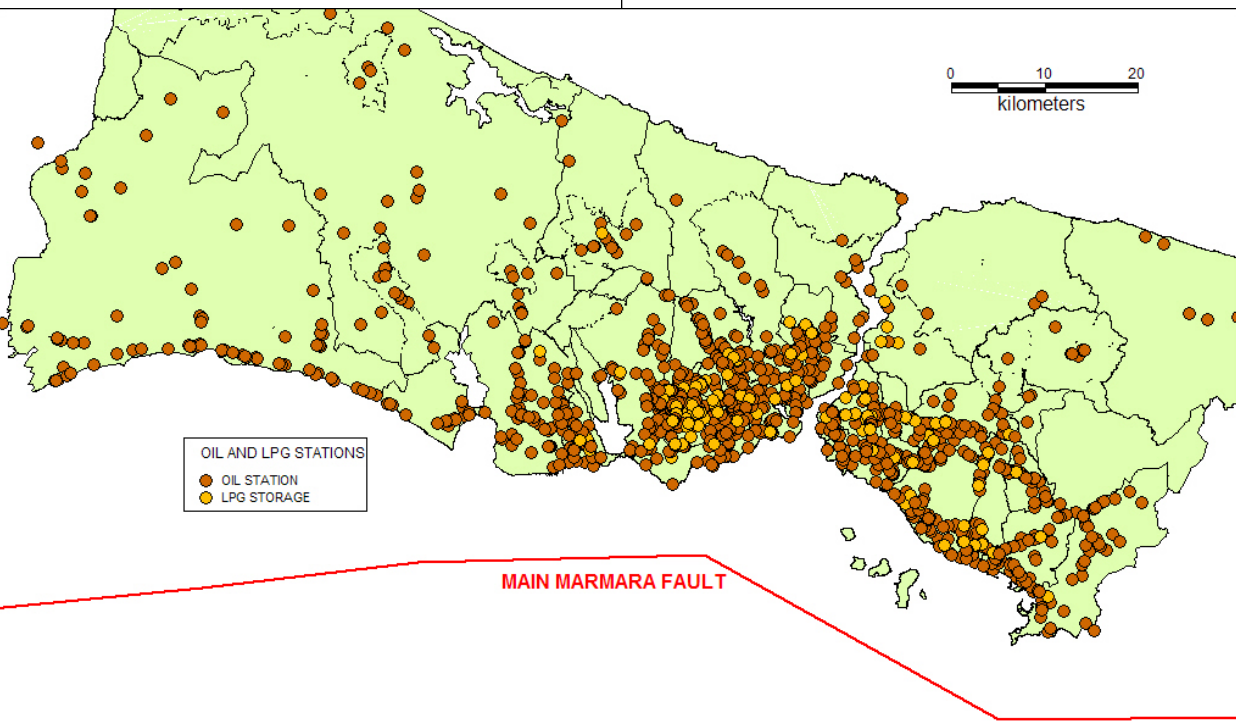 0 10 20
kilometers
OIL AND LPG STATIONS
OIL STATION
LPG STORAGE
MAIN MARMARA FAULT